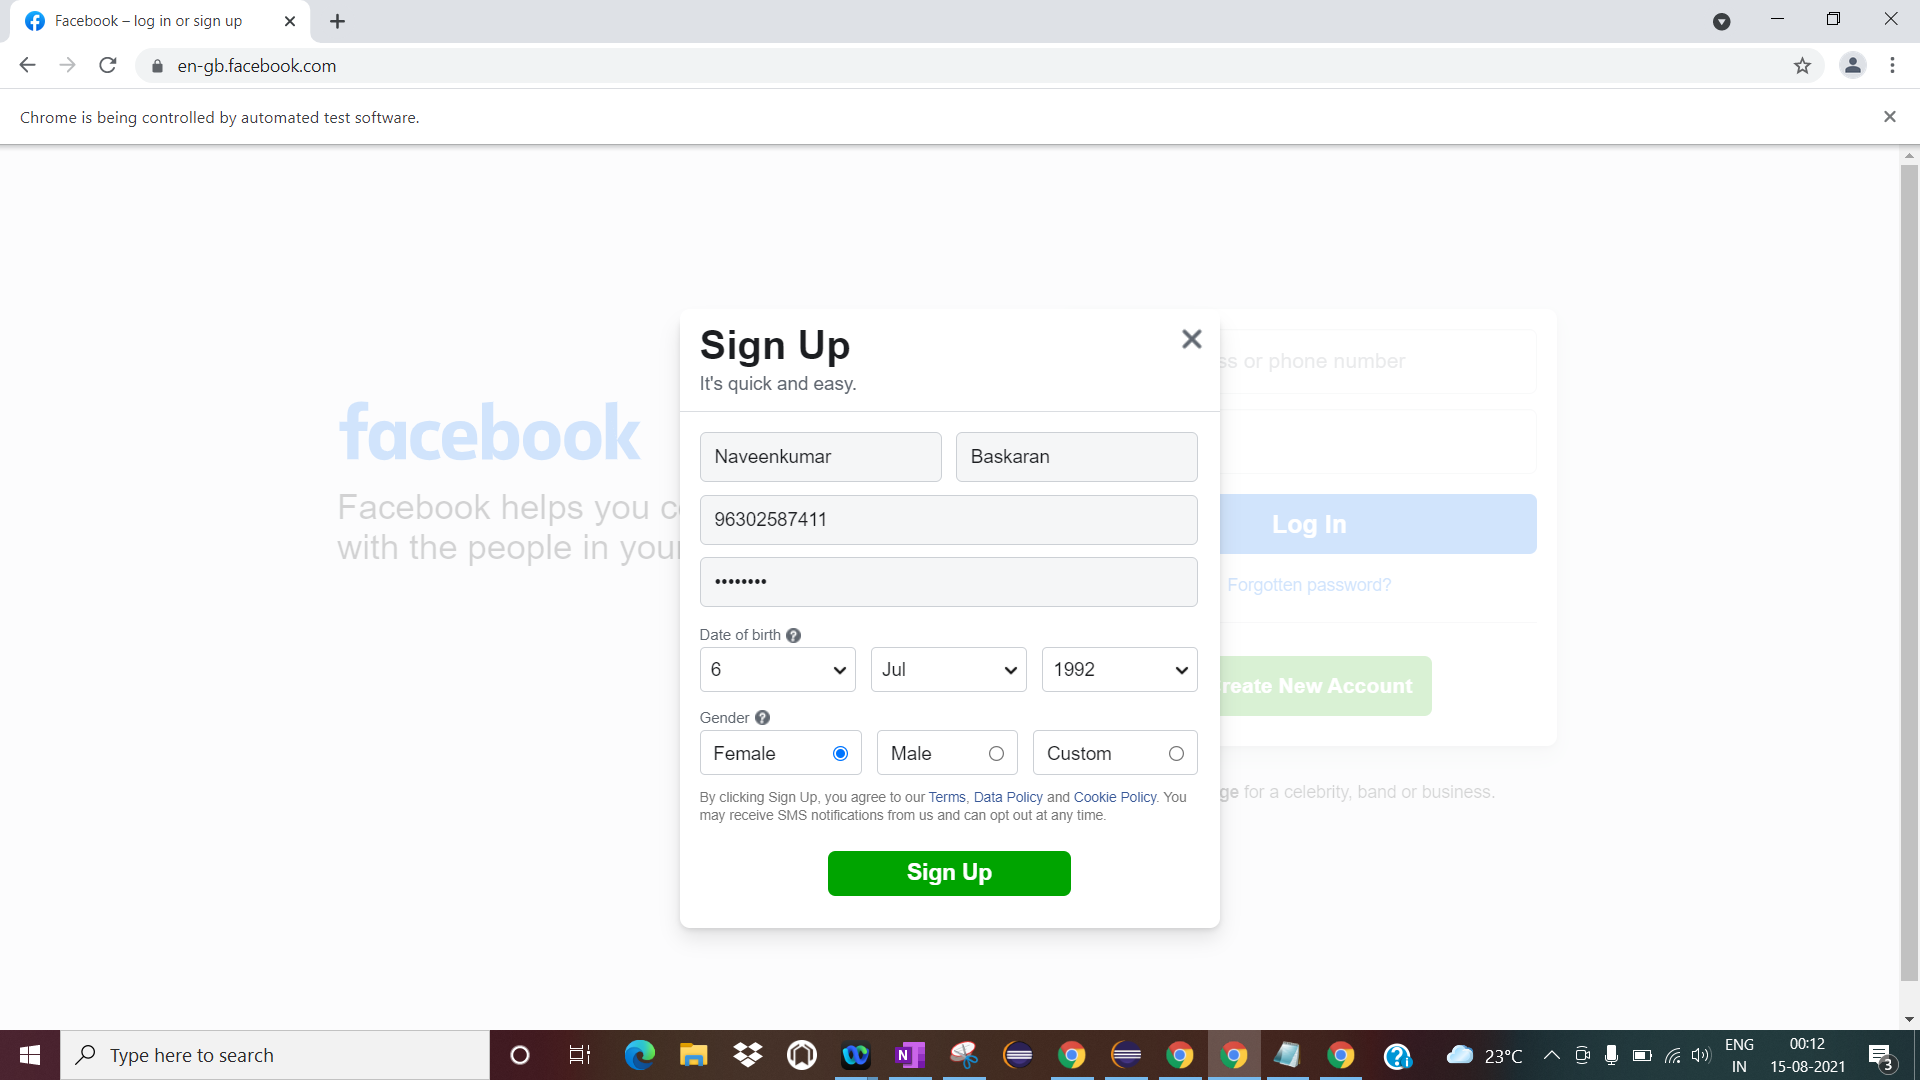 Facebook – log in or sign up
en-gb.facebook.com
Chrome is being controlled by automated test software.
facebook
Facebook helps you c
with the people in your
Sign Up
It's quick and easy.
Naveenkumar
Baskaran
96302587411
••••••••
Date of birth ?
6
Jul
1992
Gender ?
Female
Male
Custom
By clicking Sign Up, you agree to our Terms, Data Policy and Cookie Policy. You
may receive SMS notifications from us and can opt out at any time.
Sign Up
ss or phone number
Log In
Forgotten password?
reate New Account
ge for a celebrity, band or business.
Type here to search
N
?
23°C
ENG
IN
00:12
15-08-2021
3